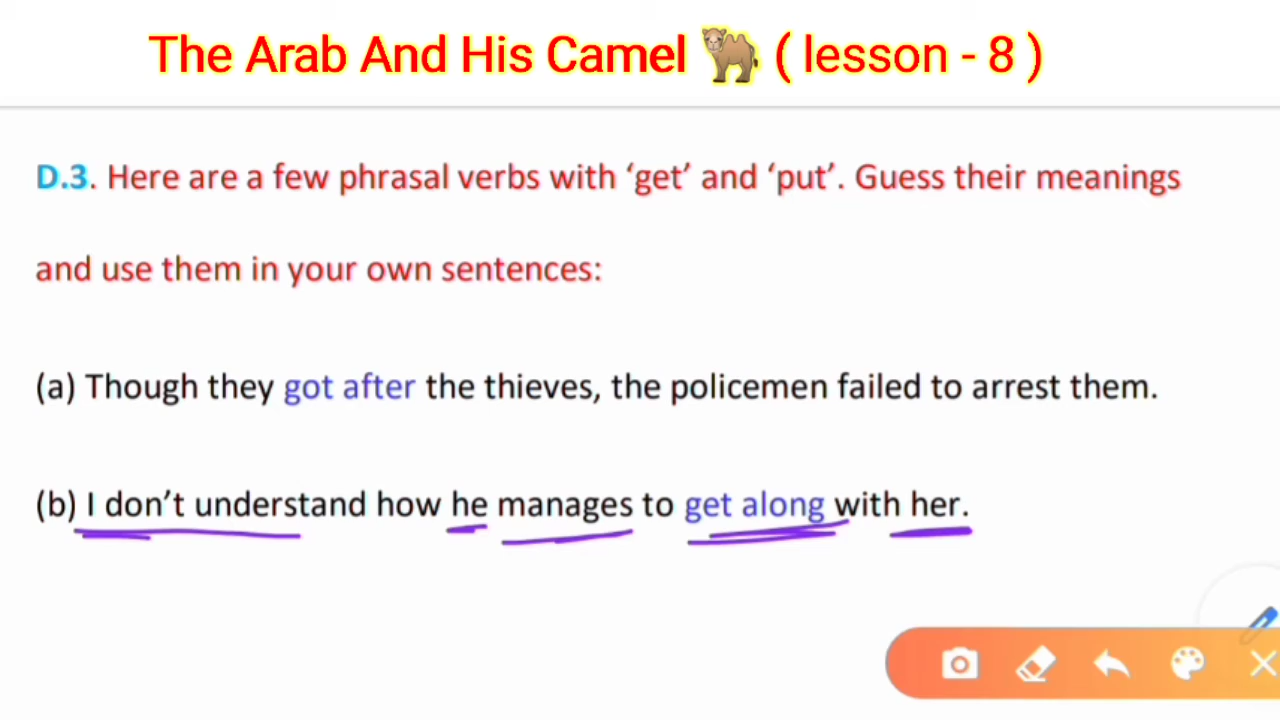 The Arab And His Camel 🐫 ( lesson - 8 )
D.3. Here are a few phrasal verbs with ‘get’ and ‘put’. Guess their meanings
and use them in your own sentences:
(a) Though they got after the thieves, the policemen failed to arrest them.
(b) I don’t understand how he manages to get along with her.